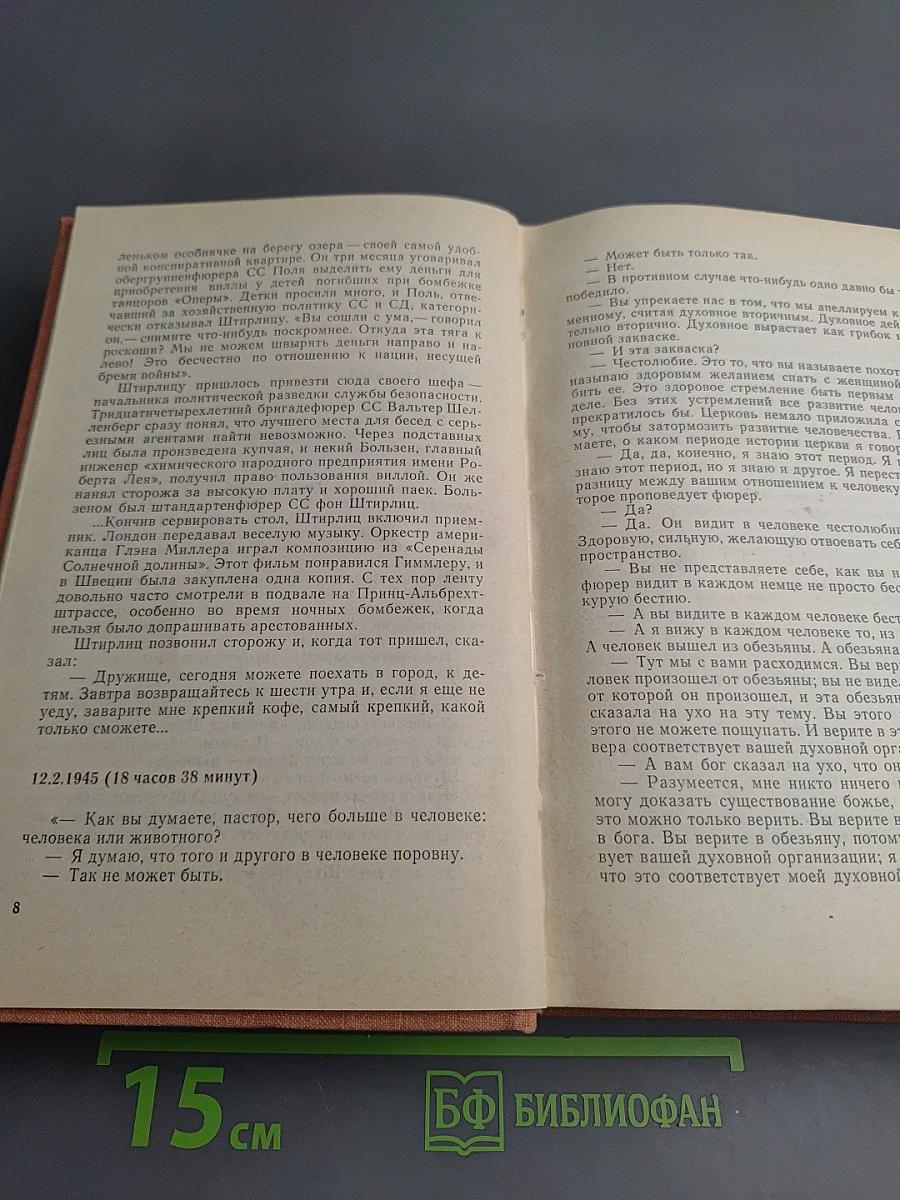 леньком особнячке на берегу озера — своей самой удоб-
ной конспиративной квартире. Он три месяца уговаривал
обергруппенфюрера СС Поля выделить ему деньги для
приобретения виллы у детей погибших при бомбежке
танцоров «Оперы». Детки просили много, и Поль, отве-
чавший за хозяйственную политику СС и СД, категори-
чески отказывал Штирлицу. «Вы сошли с ума,— говорил
он,— снимите что-нибудь поскромнее. Откуда эта тяга к
роскоши? Мы не можем швырять деньги направо и на-
лево! Это бесчестно по отношению к нации, несущей
бремя войны».
Штирлицу пришлось привезти сюда своего шефа —
начальника политической разведки службы безопасности.
Тридцатичетырехлетний бригадефюрер СС Вальтер Шел-
ленберг сразу понял, что лучшего места для бесед с серь-
езными агентами найти невозможно. Через подставных
лиц была произведена купчая, и некий Бользен, главный
инженер «химического народного предприятия имени Ро-
берта Лея», получил право пользования виллой. Он же
нанял сторожа за высокую плату и хороший паек. Боль-
зеном был штандартенфюрер СС фон Штирлиц.
...Кончив сервировать стол, Штирлиц включил прием-
ник. Лондон передавал веселую музыку. Оркестр амери-
канца Глэна Миллера играл композицию из «Серенады
Солнечной долины». Этот фильм понравился Гиммлеру, и
в Швеции была закуплена одна копия. С тех пор ленту
довольно часто смотрели в подвале на Принц-Альбрехт-
штрассе, особенно во время ночных бомбежек, когда
нельзя было допрашивать арестованных.
Штирлиц позвонил сторожу и, когда тот пришел, ска-
зал:
— Дружище, сегодня можете поехать в город, к де-
тям. Завтра возвращайтесь к шести утра и, если я еще не
уеду, заварите мне крепкий кофе, самый крепкий, какой
только сможете...
12.2.1945 (18 часов 38 минут)
«— Как вы думаете, пастор, чего больше в человеке:
человека или животного?
— Я думаю, что того и другого в человеке поровну.
— Так не может быть.
8
— Может быть только так.
— Нет.
— В противном случае что-нибудь одно давно бы
победило.
— Вы упрекаете нас в том, что мы апеллируем к
менному, считая духовное вторичным. Духовное дей
тельно вторично. Духовное вырастает как грибок
новной закваске.
— И эта закваска?
— Честолюбие. Это то, что вы называете похот
называю здоровым желанием спать с женщиной
бить ее. Это здоровое стремление быть первым
деле. Без этих устремлений все развитие чело
прекратилось бы. Церковь немало приложила с
му, чтобы затормозить развитие человечества.
маете, о каком периоде истории церкви я говор
— Да, да, конечно, я знаю этот период. Я
знаю этот период, но я знаю и другое. Я перест
разницу между вашим отношением к человеку
торое проповедует фюрер.
— Да?
— Да. Он видит в человеке честолюби
Здоровую, сильную, желающую отвоевать себ
пространство.
— Вы не представляете себе, как вы н
фюрер видит в каждом немце не просто бес
курую бестию.
— А вы видите в каждом человеке бест
— А я вижу в каждом человеке то, из
А человек вышел из обезьяны. А обезьяна
— Тут мы с вами расходимся. Вы вери
ловек произошел от обезьяны; вы не видел
от которой он произошел, и эта обезьян
сказала на ухо на эту тему. Вы этого
этого не можете пощупать. И верите в эт
вера соответствует вашей духовной орга
— А вам бог сказал на ухо, что он
— Разумеется, мне никто ничего
могу доказать существование божье,
это можно только верить. Вы верите в
в бога. Вы верите в обезьяну, потому
вует вашей духовной организации; я
что это соответствует моей духовной
15 см
БФ БИБЛИОФАН